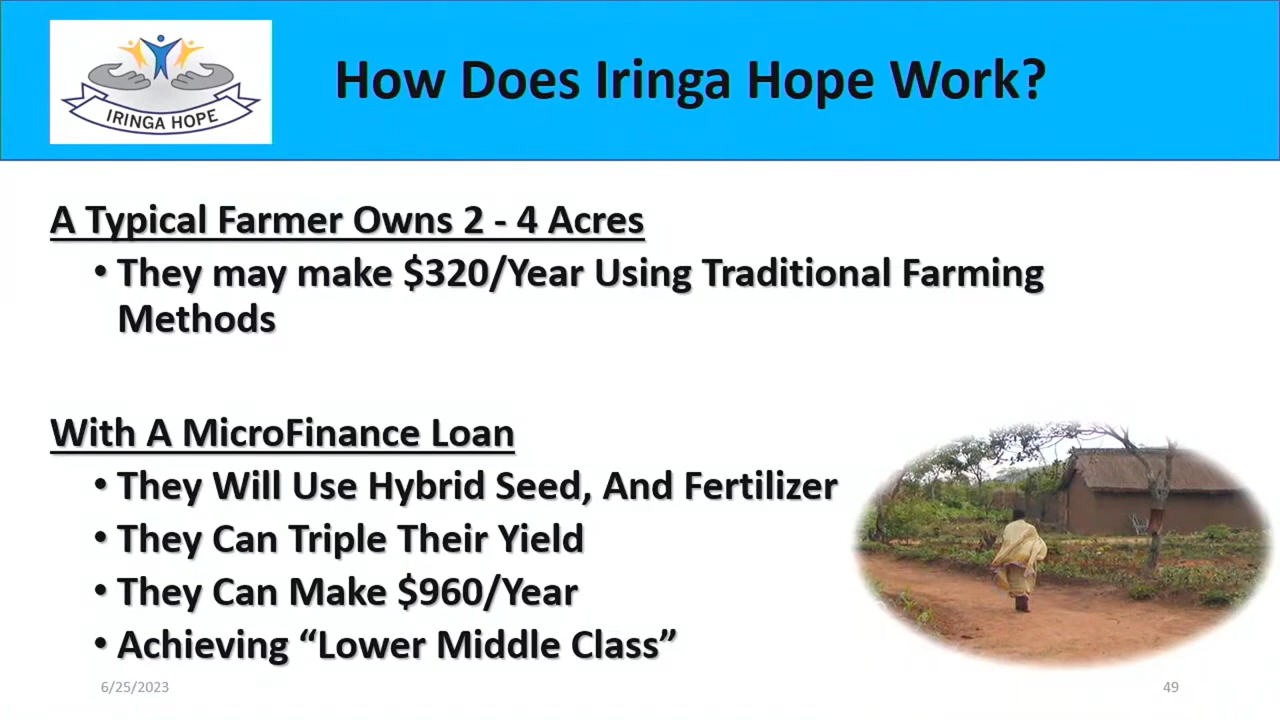 IRINGA HOPE
How Does Iringa Hope Work?
A Typical Farmer Owns 2 - 4 Acres
• They may make $320/Year Using Traditional Farming
Methods
With A MicroFinance Loan
• They Will Use Hybrid Seed, And Fertilizer
• They Can Triple Their Yield
• They Can Make $960/Year
• Achieving “Lower Middle Class”
6/25/2023
49